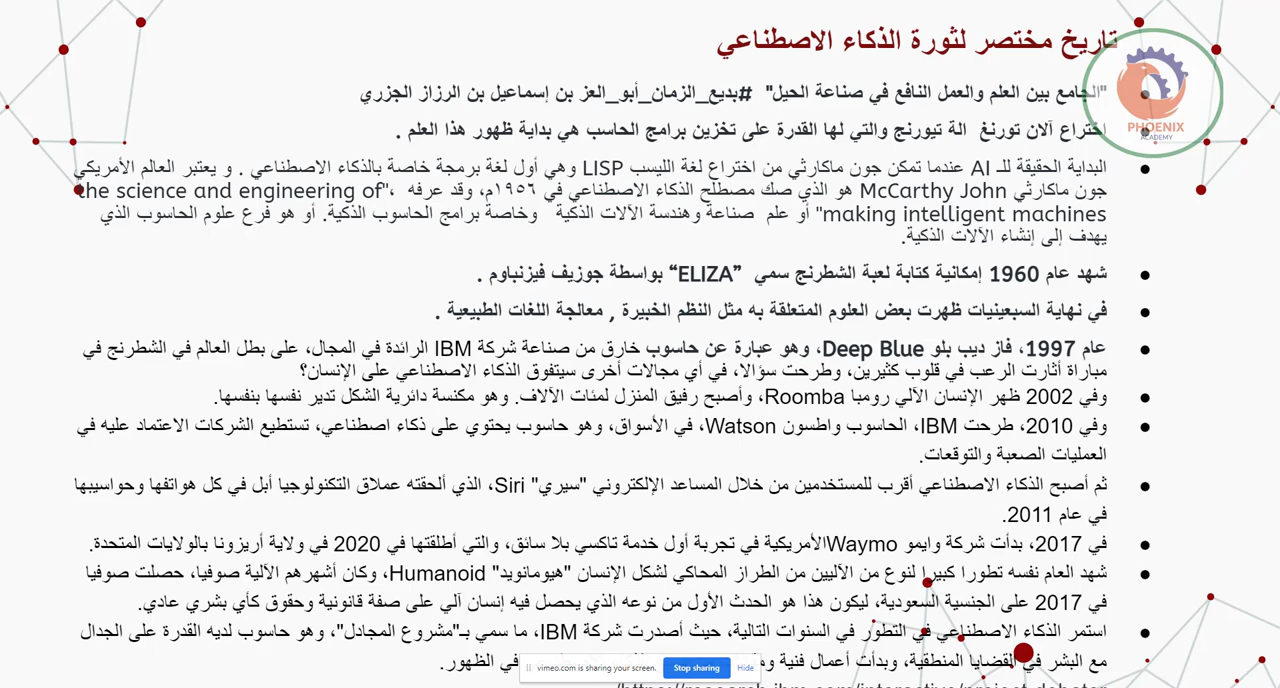 تاريخ مختصر لثورة الذكاء الاصطناعي
"الجامع بين العلم والعمل النافع في صناعة الحيل" #بديع_الزمان_أبو_العز بن إسماعيل بن الرزاز الجزري
PHOENIX
ACADEMY
اختراع آلان تورنغ الة تيورنج والتي لها القدرة على تخزين برامج الحاسب هي بداية ظهور هذا العلم .
البداية الحقيقة للـ AI عندما تمكن جون ماكارثي من اختراع لغة الليسب LISP وهي أول لغة برمجة خاصة بالذكاء الاصطناعي . و يعتبر العالم الأمريكي
جون ماكارثي McCarthy John هو الذي صك مصطلح الذكاء الاصطناعي في ١٩٥٦م، وقد عرفه ،"the science and engineering of
making intelligent machines" أو علم صناعة وهندسة الآلات الذكية وخاصة برامج الحاسوب الذكية. أو هو فرع علوم الحاسوب الذي
يهدف إلى إنشاء الآلات الذكية.
شهد عام 1960 إمكانية كتابة لعبة الشطرنج سمي “ELIZA” بواسطة جوزيف فيزنباوم .
في نهاية السبعينيات ظهرت بعض العلوم المتعلقة به مثل النظم الخبيرة , معالجة اللغات الطبيعية .
عام 1997، فاز ديب بلو Deep Blue، وهو عبارة عن حاسوب خارق من صناعة شركة IBM الرائدة في المجال، على بطل العالم في الشطرنج في
مباراة أثارت الرعب في قلوب كثيرين، وطرحت سؤالا، في أي مجالات أخرى سيتفوق الذكاء الاصطناعي على الإنسان؟
وفي 2002 ظهر الإنسان الآلي رومبا Roomba، وأصبح رفيق المنزل لمئات الآلاف. وهو مكنسة دائرية الشكل تدير نفسها بنفسها.
وفي 2010، طرحت IBM، الحاسوب واطسون Watson، في الأسواق، وهو حاسوب يحتوي على ذكاء اصطناعي، تستطيع الشركات الاعتماد عليه في
العمليات الصعبة والتوقعات.
ثم أصبح الذكاء الاصطناعي أقرب للمستخدمين من خلال المساعد الإلكتروني "سيري" Siri، الذي ألحقته عملاق التكنولوجيا أبل في كل هواتفها وحواسيبها
في عام 2011.
في 2017، بدأت شركة وايمو Waymoالأمريكية في تجربة أول خدمة تاكسي بلا سائق، والتي أطلقتها في 2020 في ولاية أريزونا بالولايات المتحدة.
شهد العام نفسه تطورا كبيرا لنوع من الآليين من الطراز المحاكي لشكل الإنسان "هيومانويد" Humanoid، وكان أشهرهم الآلية صوفيا، حصلت صوفيا
في 2017 على الجنسية السعودية، ليكون هذا هو الحدث الأول من نوعه الذي يحصل فيه إنسان آلي على صفة قانونية وحقوق كأي بشري عادي.
استمر الذكاء الاصطناعي في التطور في السنوات التالية، حيث أصدرت شركة IBM، ما سمي بـ"مشروع المجادل"، وهو حاسوب لديه القدرة على الجدال
مع البشر في القضايا المنطقية، وبدأت أعمال فنية في الظهور.
vimeo.com is sharing your screen. Stop sharing Hide